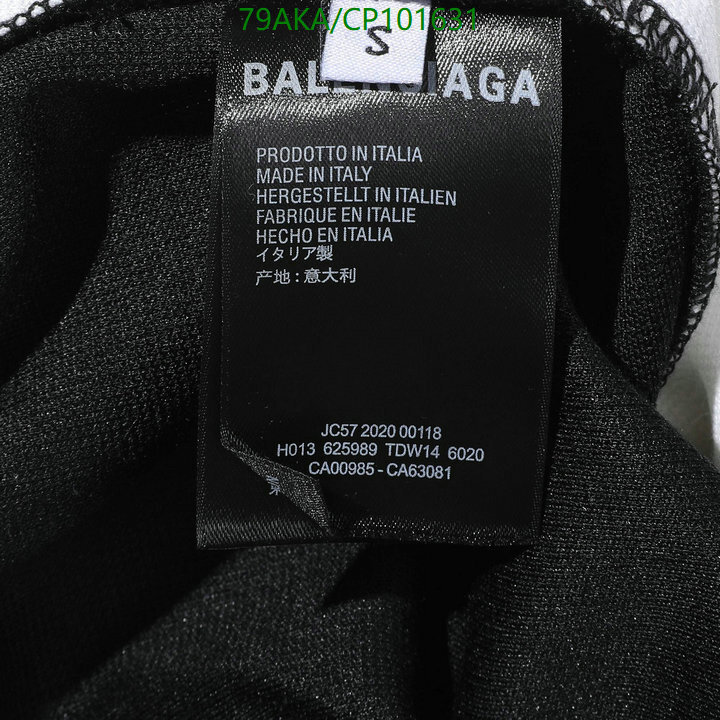 79AKA/CP101631
S
BALENCIAGA
PRODOTTO IN ITALIA
MADE IN ITALY
HERGESTELLT IN ITALIEN
FABRIQUE EN ITALIE
HECHO EN ITALIA
イタリア製
产地：意大利
JC57 2020 00118
H013 625989 TDW14 6020
CA00985 - CA63081